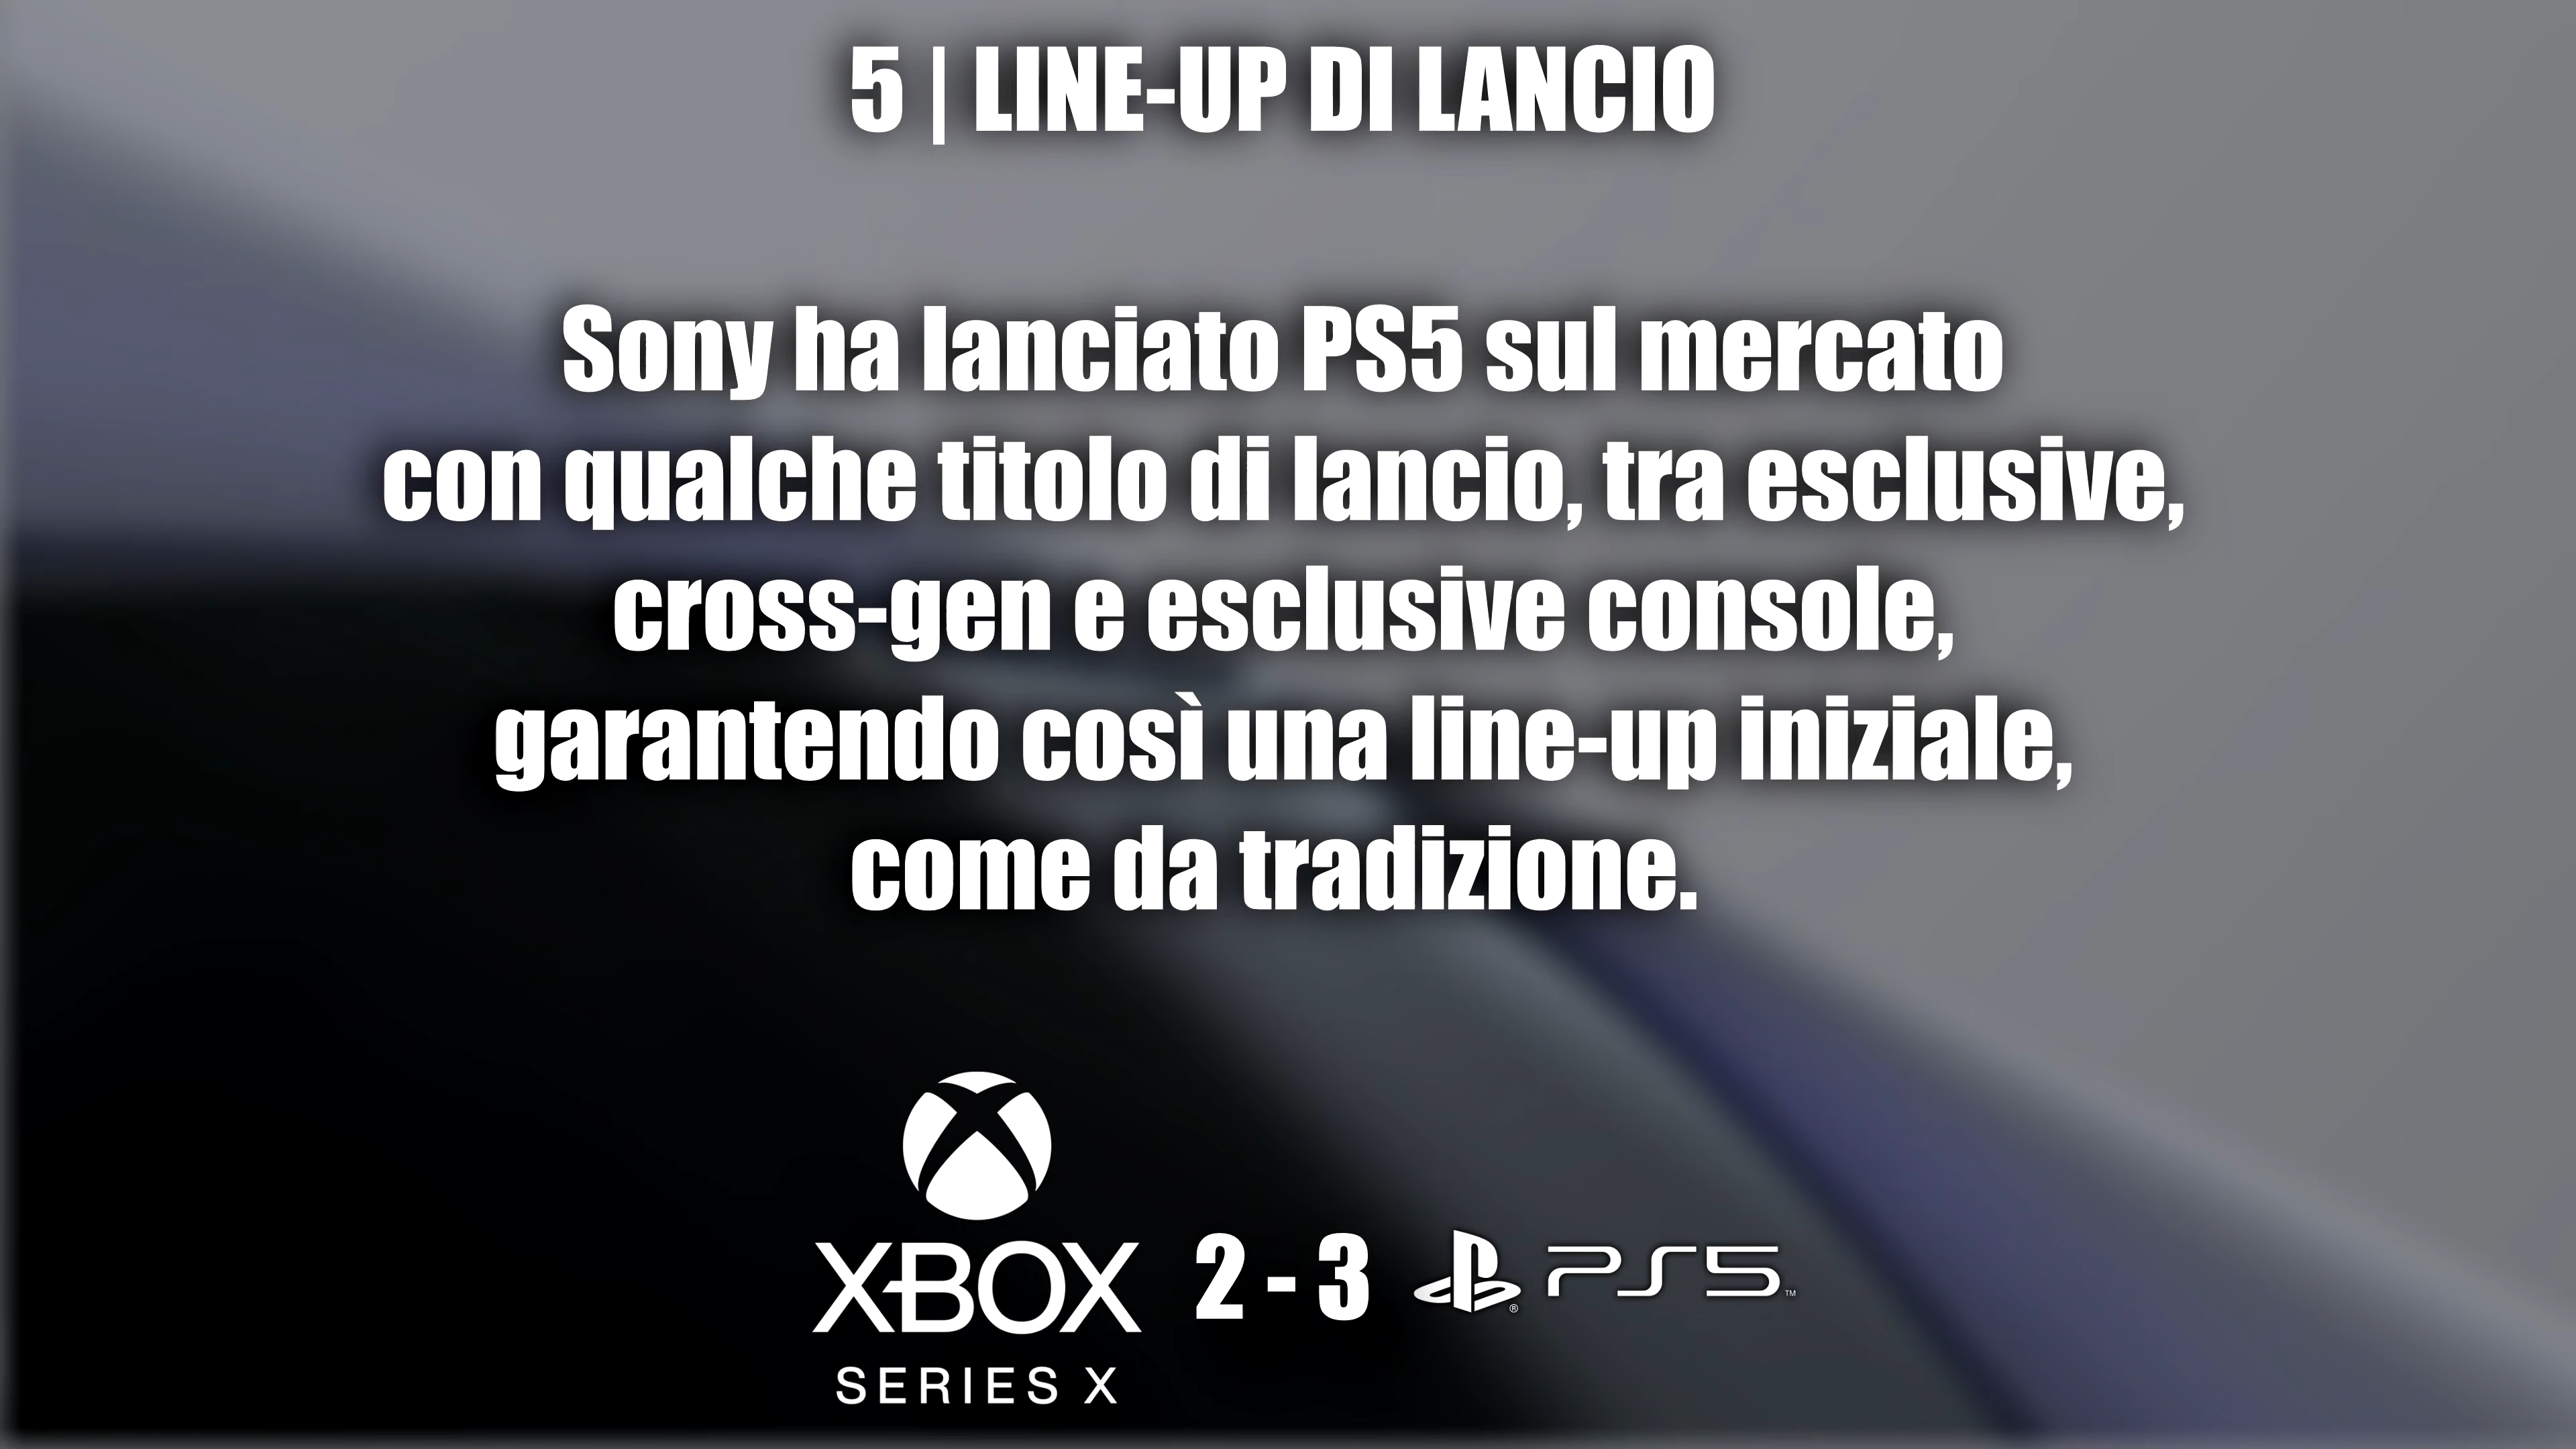 5 | LINE-UP DI LANCIO
Sony ha lanciato PS5 sul mercato
con qualche titolo di lancio, tra esclusive,
cross-gen e esclusive console,
garantendo così una line-up iniziale,
come da tradizione.
XBOX
SERIES X
2 - 3
® PS5™